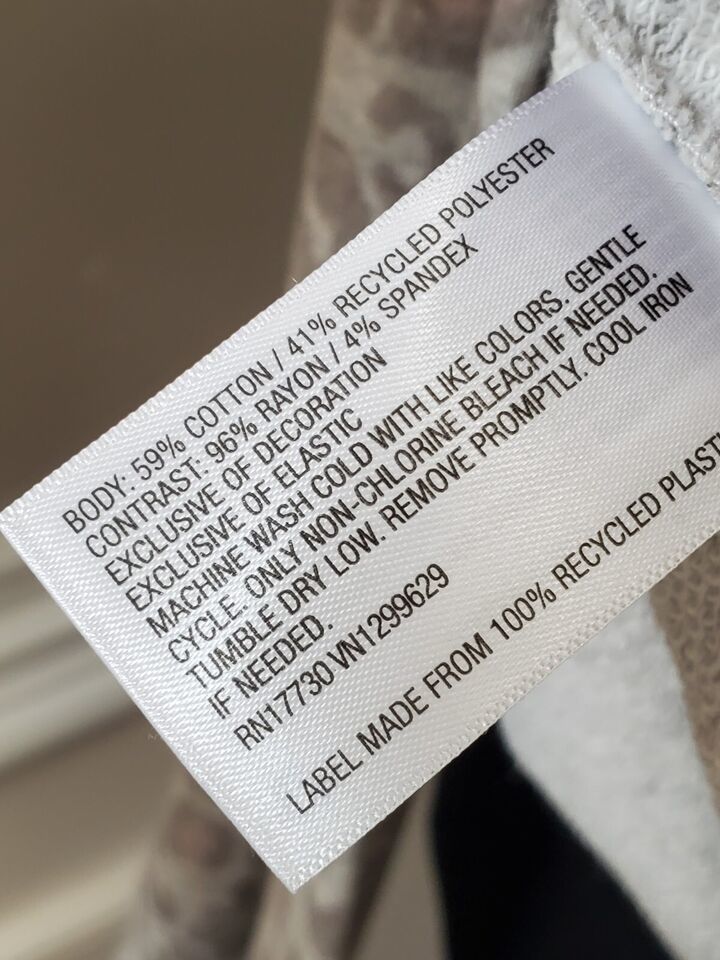 BODY: 59% COTTON / 41% RECYCLED POLYESTER
CONTRAST: 96% RAYON / 4% SPANDEX
EXCLUSIVE OF DECORATION
EXCLUSIVE OF ELASTIC
MACHINE WASH COLD WITH LIKE COLORS. GENTLE
CYCLE. ONLY NON-CHLORINE BLEACH IF NEEDED.
TUMBLE DRY LOW. REMOVE PROMPTLY. COOL IRON
IF NEEDED.
RN17730 VN1299629
LABEL MADE FROM 100% RECYCLED PLAST